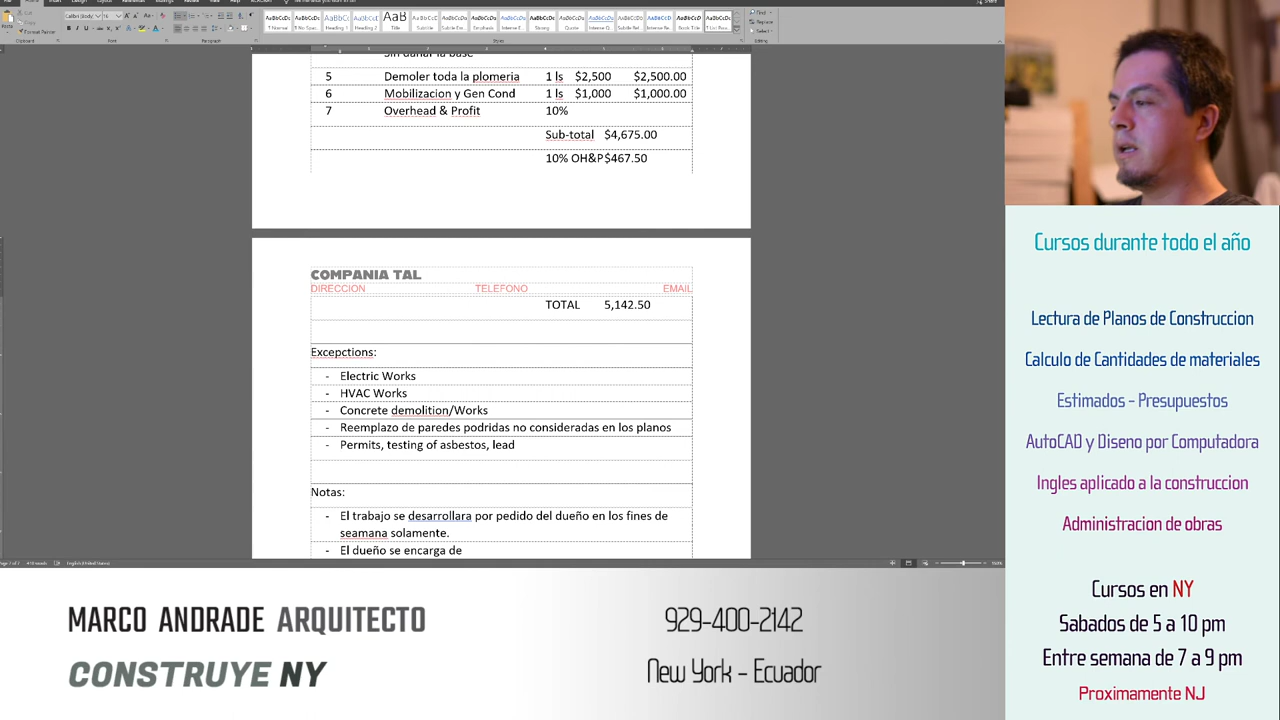 Sin dañar la base
5 Demoler toda la plomeria 1 ls $2,500 $2,500.00
6 Mobilizacion y Gen Cond 1 ls $1,000 $1,000.00
7 Overhead & Profit 10%
Sub-total $4,675.00
10% OH&P$467.50
COMPANIA TAL
DIRECCION TELEFONO EMAIL
TOTAL 5,142.50
Excepctions:
- Electric Works
- HVAC Works
- Concrete demolition/Works
- Reemplazo de paredes podridas no consideradas en los planos
- Permits, testing of asbestos, lead
Notas:
- El trabajo se desarrollara por pedido del dueño en los fines de
seamana solamente.
- El dueño se encarga de
Cursos durante todo el año
Lectura de Planos de Construccion
Calculo de Cantidades de materiales
Estimados - Presupuestos
AutoCAD y Diseno por Computadora
Ingles aplicado a la construccion
Administracion de obras
Cursos en NY
Sabados de 5 a 10 pm
Entre semana de 7 a 9 pm
Proximamente NJ
MARCO ANDRADE ARQUITECTO
CONSTRUYE NY
929-400-2142
New York - Ecuador